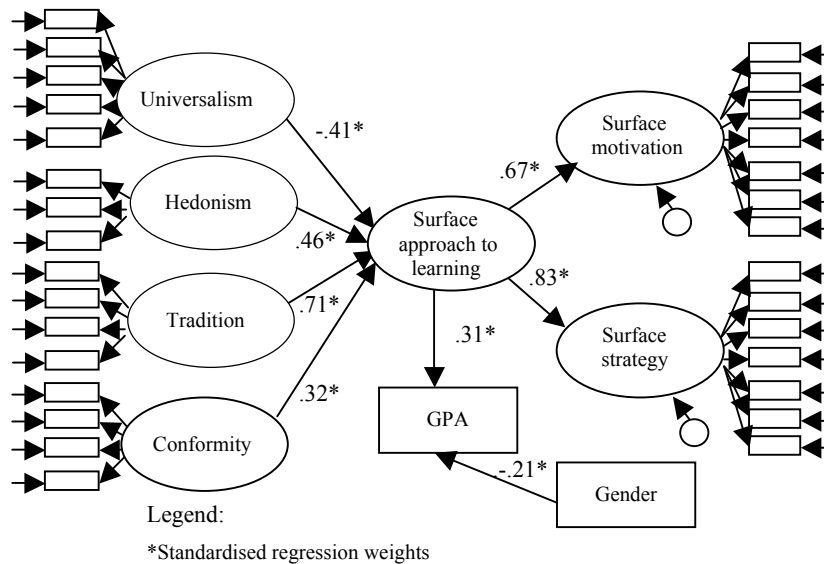 Universalism
-.41*
Hedonism
.46*
Tradition
.71*
Conformity
.32*
Surface
approach to
learning
.67*
.83*
.31*
Surface
motivation
Surface
strategy
GPA
-.21*
Gender
Legend:
*Standardised regression weights